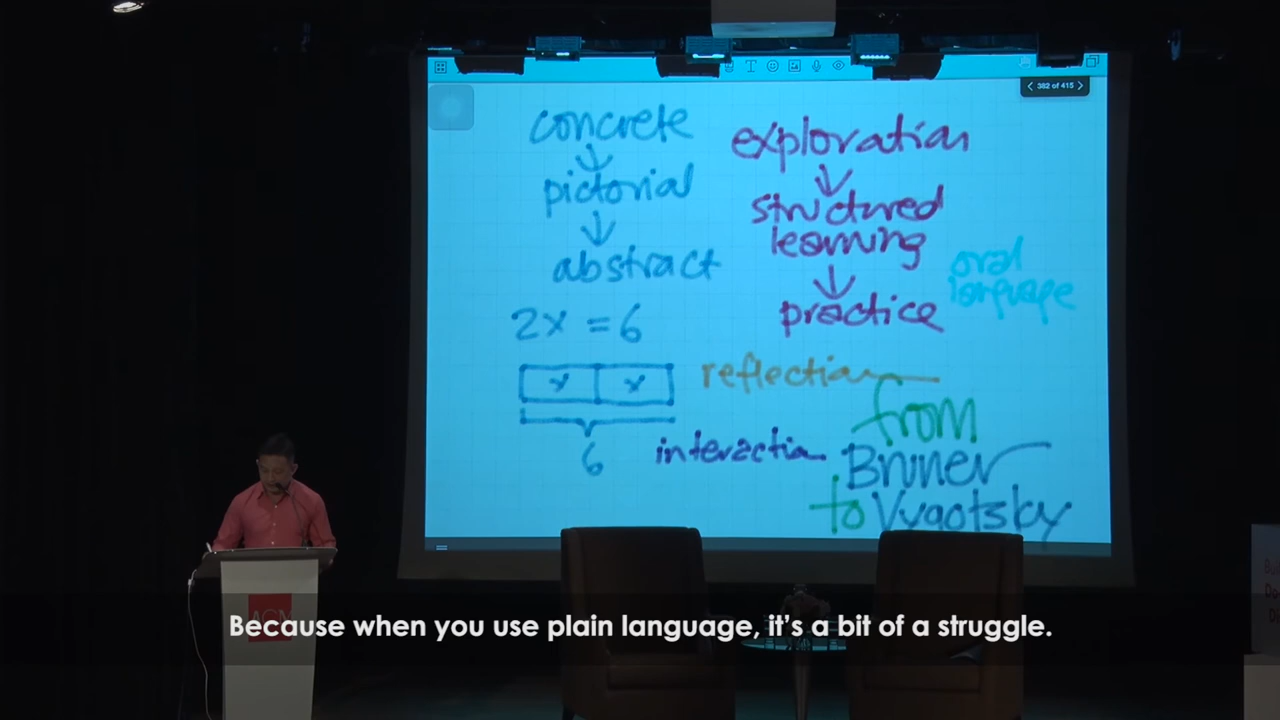 382 of 415
concrete
↓
pictorial
↓
abstract
2x = 6
x x
6
exploration
↓
structured
learning
↓
practice
oral
language
reflection
interaction
from
Bruner
to Vygotsky
Because when you use plain language, it's a bit of a struggle.